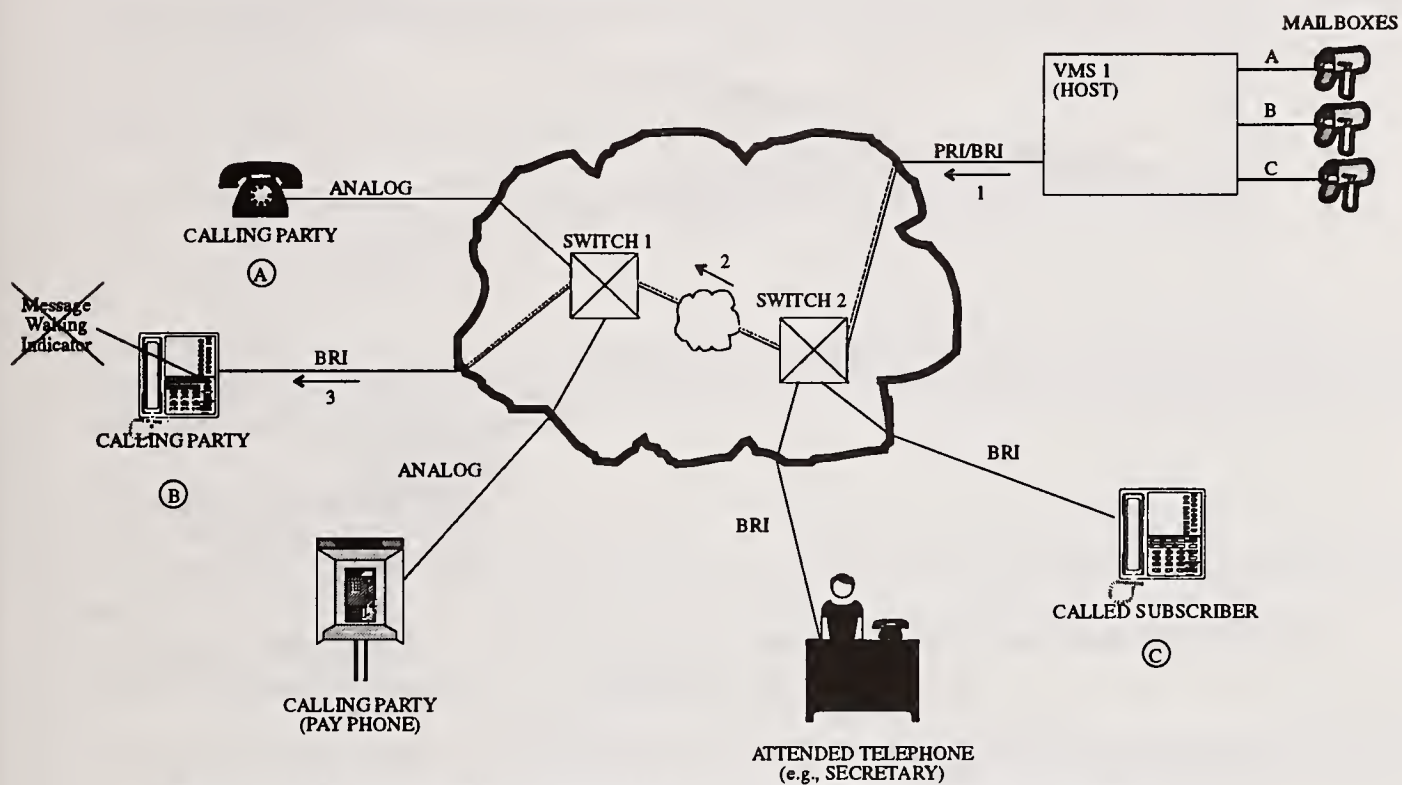 MAILBOXES
VMS 1
(HOST)
A
B
C
PRI/BRI
1
ANALOG
CALLING PARTY
A
SWITCH 1
2
SWITCH 2
Message
Waiting
Indicator
BRI
3
CALLING PARTY
B
ANALOG
BRI
BRI
CALLED SUBSCRIBER
C
CALLING PARTY
(PAY PHONE)
ATTENDED TELEPHONE
(e.g., SECRETARY)